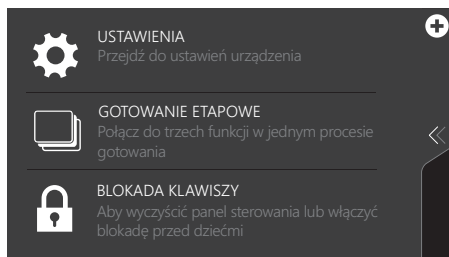 USTAWIENIA
Przejdź do ustawień urządzenia
GOTOWANIE ETAPOWE
Połącz do trzech funkcji w jednym procesie
gotowania
BLOKADA KLAWISZY
Aby wyczyścić panel sterowania lub włączyć
blokadę przed dziećmi